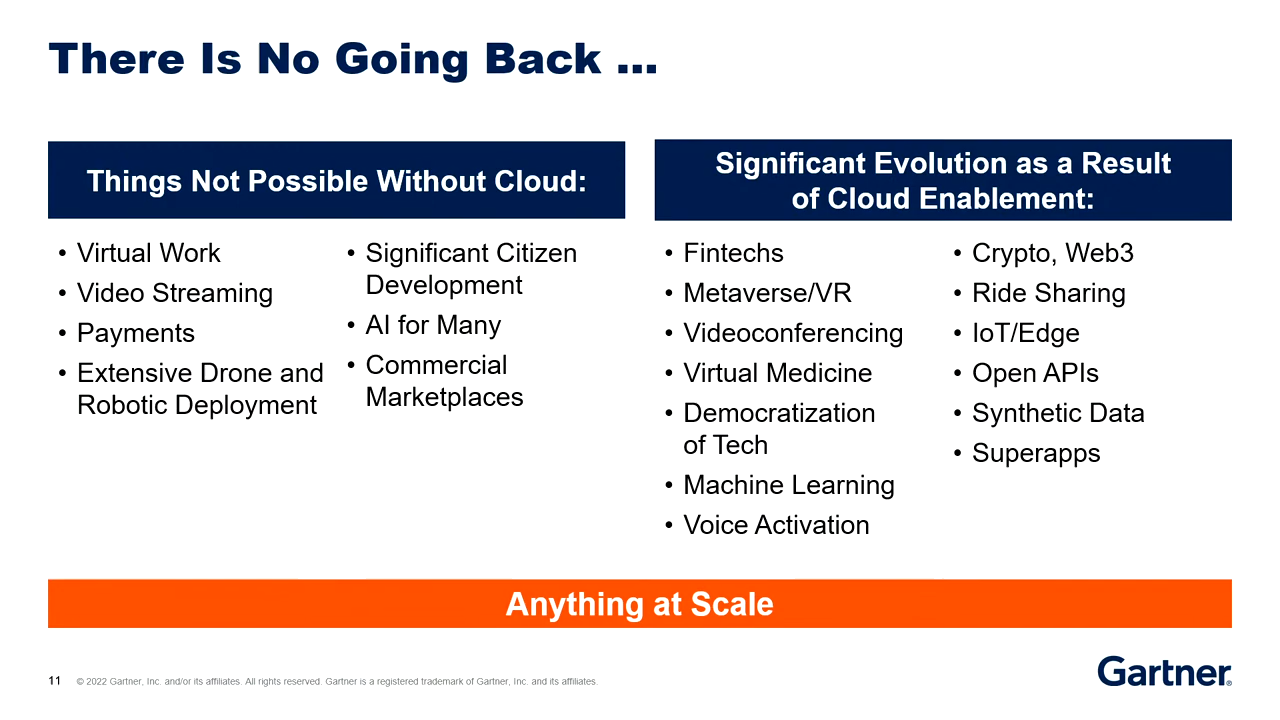 There Is No Going Back ...
Things Not Possible Without Cloud:
• Virtual Work
• Video Streaming
• Payments
• Extensive Drone and
Robotic Deployment
• Significant Citizen
Development
• AI for Many
• Commercial
Marketplaces
Significant Evolution as a Result
of Cloud Enablement:
• Fintechs
• Metaverse/VR
• Videoconferencing
• Virtual Medicine
• Democratization
of Tech
• Machine Learning
• Voice Activation
• Crypto, Web3
• Ride Sharing
• IoT/Edge
• Open APIs
• Synthetic Data
• Superapps
Anything at Scale
11 © 2022 Gartner, Inc. and/or its affiliates. All rights reserved. Gartner is a registered trademark of Gartner, Inc. and its affiliates.
Gartner®